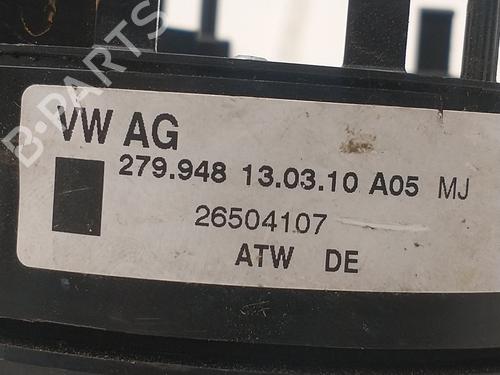 B-PARTS
VW AG
279.948 13.03.10 A05 MJ
26504107
ATW DE